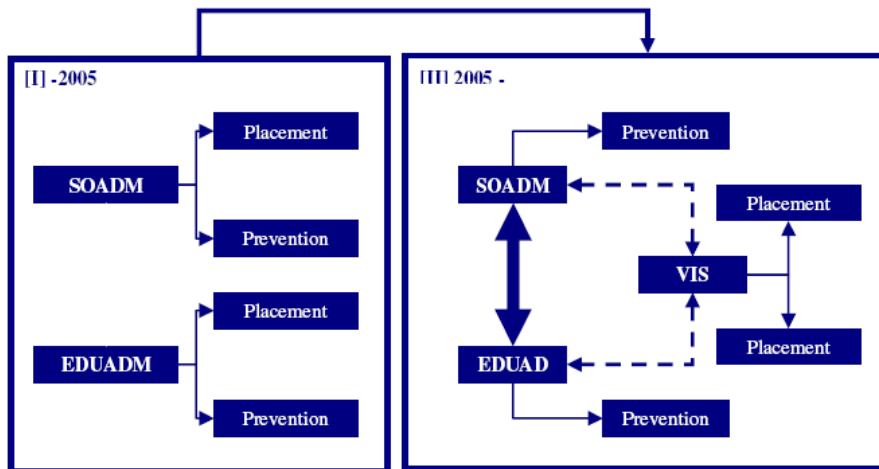 [I] -2005
Placement
SOADM
Prevention
Placement
EDUADM
Prevention
[II] 2005 -
Prevention
SOADM
Placement
VIS
Placement
EDUAD
Prevention